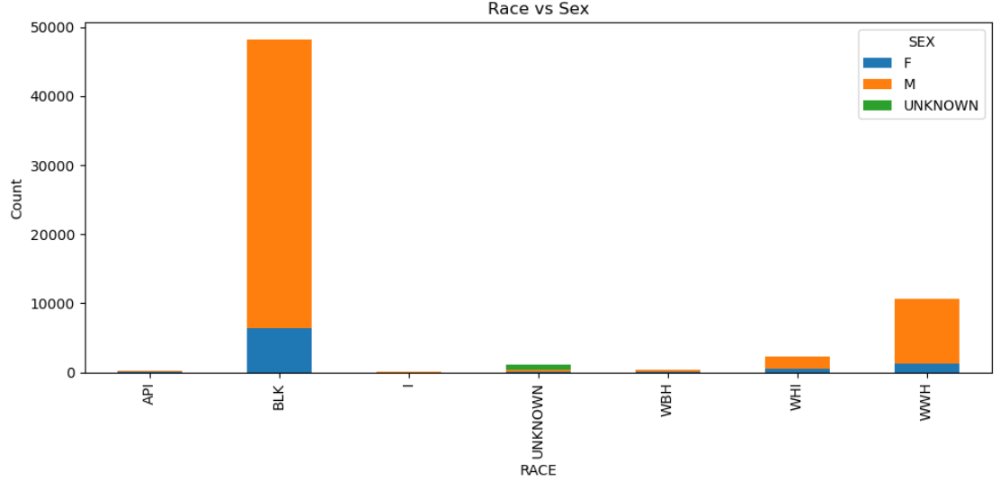 Race vs Sex
50000
40000
30000
20000
10000
0
Count
SEX
F
M
UNKNOWN
API
BLK
I
UNKNOWN
WBH
WHI
WWH
RACE